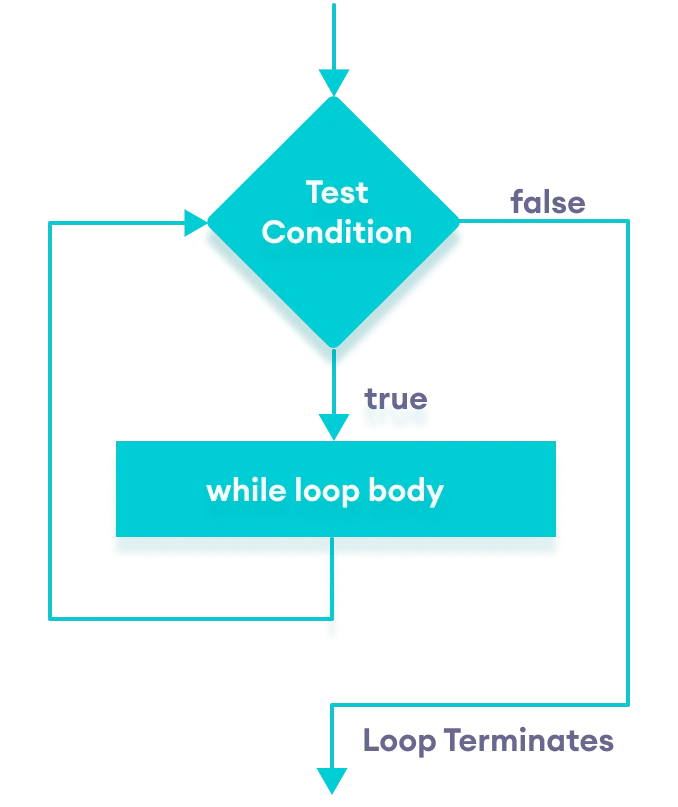 Test
Condition
false
true
while loop body
Loop Terminates